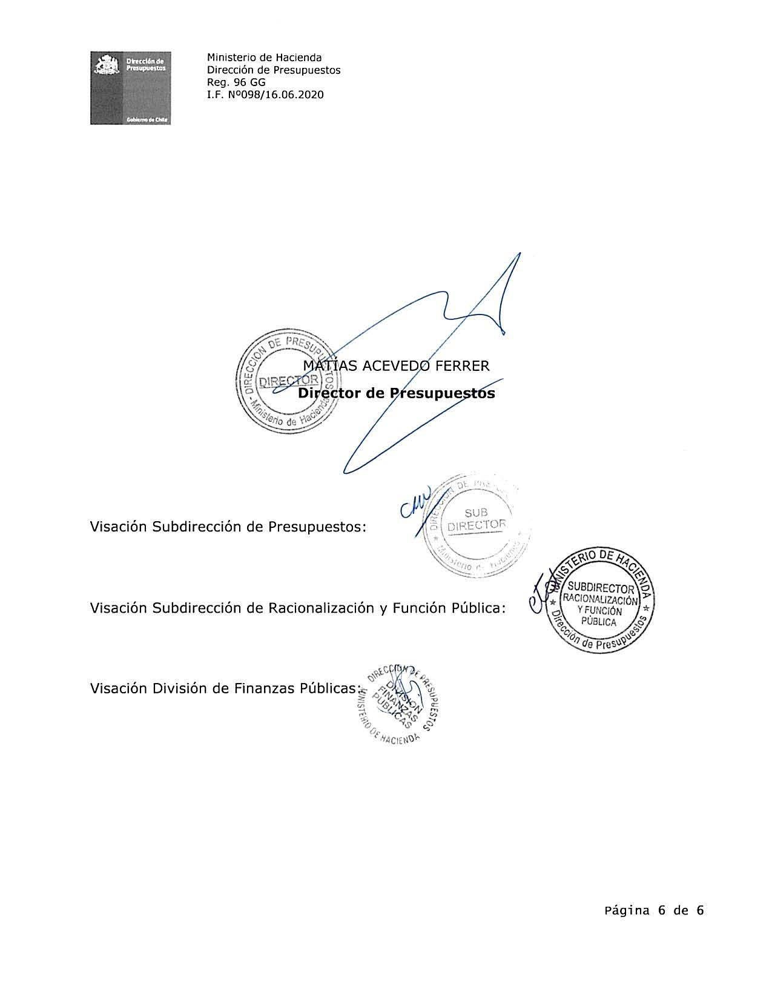 Dirección de
Presupuestos
Gobierno de Chile
Ministerio de Hacienda
Dirección de Presupuestos
Reg. 96 GG
I.F. Nº098/16.06.2020
DIRECCION DE PRESUPUESTOS
DIRECTOR
- Ministerio de Hacienda
MATÍAS ACEVEDO FERRER
Director de Presupuestos
SUB
DIRECTOR
Visación Subdirección de Presupuestos:
MINISTERIO DE HACIENDA
SUBDIRECTOR
RACIONALIZACIÓN
Y FUNCIÓN
PÚBLICA
* Dirección de Presupuestos *
Visación Subdirección de Racionalización y Función Pública:
Visación División de Finanzas Públicas:
DIRECCION DE PRESUPUESTOS
DIVISION
FINANZAS
PUBLICAS
MINISTERIO DE HACIENDA
Página 6 de 6